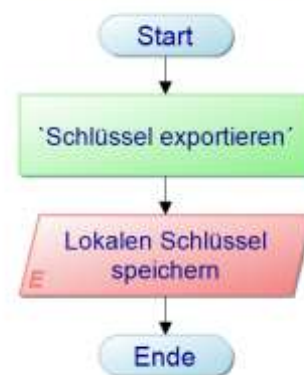 Start
`Schlüssel exportieren´
Lokalen Schlüssel
speichern
E
Ende